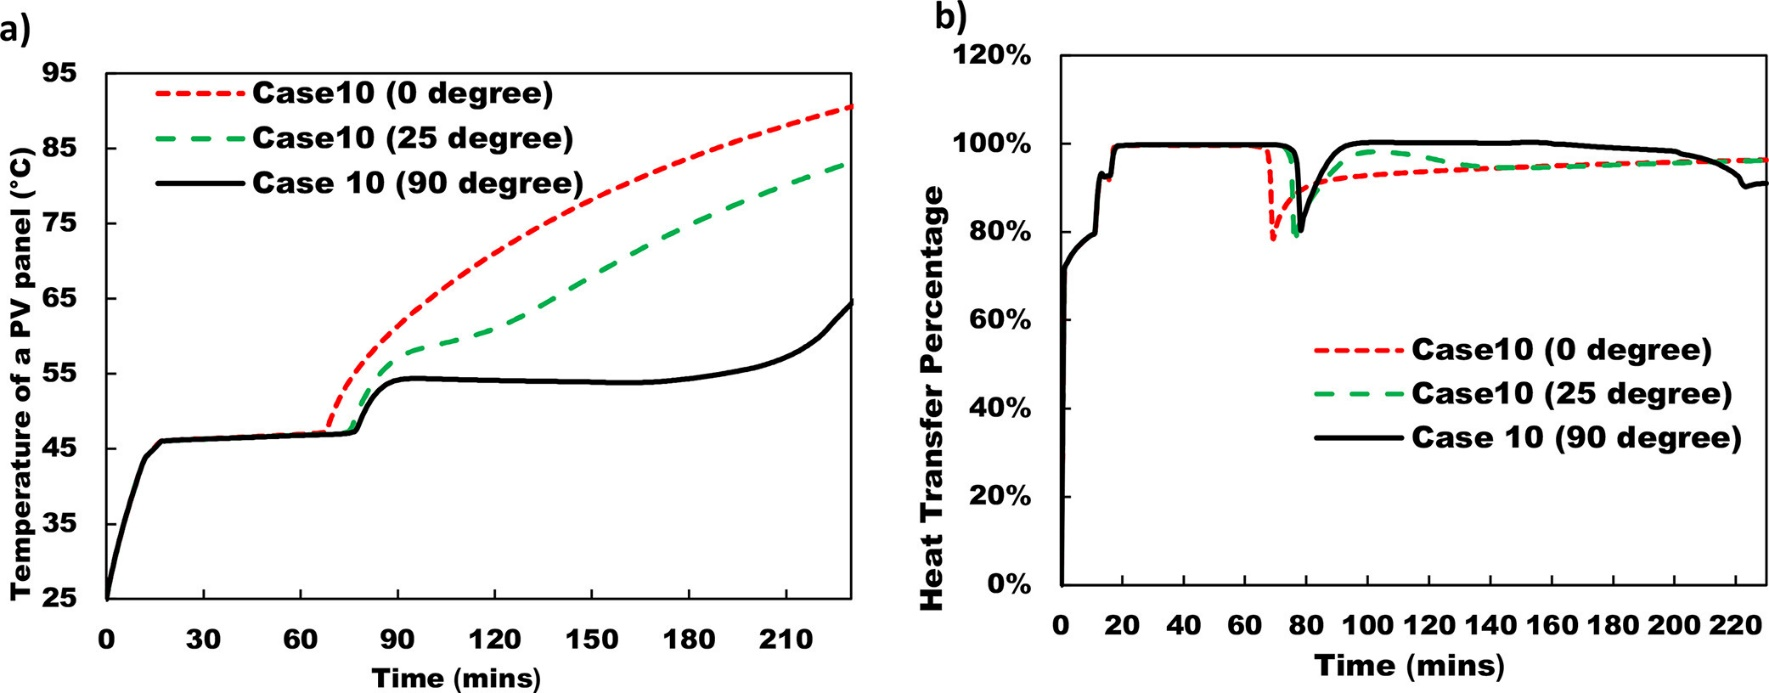 a)
Temperature of a PV panel (°C)
95
85
75
65
55
45
35
25
Case10 (0 degree)
Case10 (25 degree)
Case 10 (90 degree)
0 30 60 90 120 150 180 210
Time (mins)
b)
Heat Transfer Percentage
120%
100%
80%
60%
40%
20%
0%
Case10 (0 degree)
Case10 (25 degree)
Case 10 (90 degree)
0 20 40 60 80 100 120 140 160 180 200 220
Time (mins)